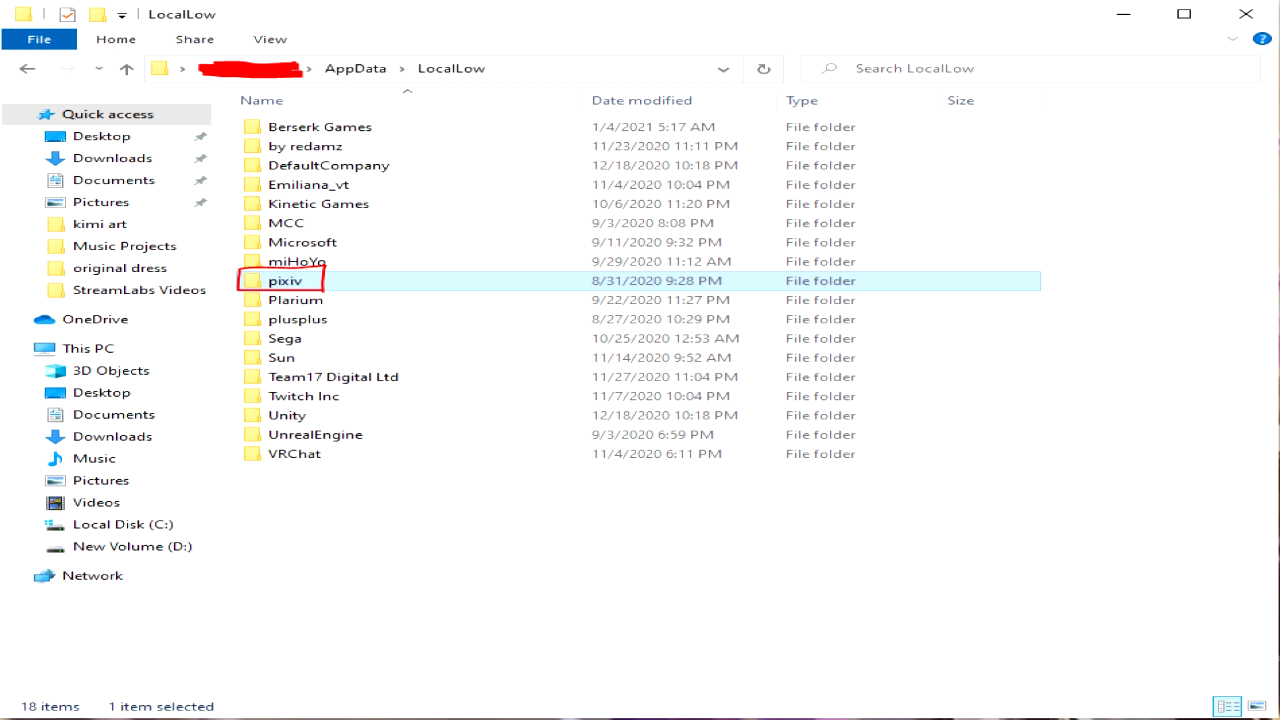 LocalLow
File Home Share View
AppData LocalLow Search LocalLow
Name Date modified Type Size
Quick access
Desktop
Downloads
Documents
Pictures
kimi art
Music Projects
original dress
StreamLabs Videos
OneDrive
This PC
3D Objects
Desktop
Documents
Downloads
Music
Pictures
Videos
Local Disk (C:)
New Volume (D:)
Network
Berserk Games 1/4/2021 5:17 AM File folder
by redamz 11/23/2020 11:11 PM File folder
DefaultCompany 12/18/2020 10:18 PM File folder
Emiliana_vt 11/4/2020 10:04 PM File folder
Kinetic Games 10/6/2020 11:20 PM File folder
MCC 9/3/2020 8:08 PM File folder
Microsoft 9/11/2020 9:32 PM File folder
miHoYo 9/29/2020 11:12 AM File folder
pixiv 8/31/2020 9:28 PM File folder
Plarium 9/22/2020 11:27 PM File folder
plusplus 8/27/2020 10:29 PM File folder
Sega 10/25/2020 12:53 AM File folder
Sun 11/14/2020 9:52 AM File folder
Team17 Digital Ltd 11/27/2020 11:04 PM File folder
Twitch Inc 11/7/2020 10:04 PM File folder
Unity 12/18/2020 10:18 PM File folder
UnrealEngine 9/3/2020 6:59 PM File folder
VRChat 11/4/2020 6:11 PM File folder
18 items 1 item selected